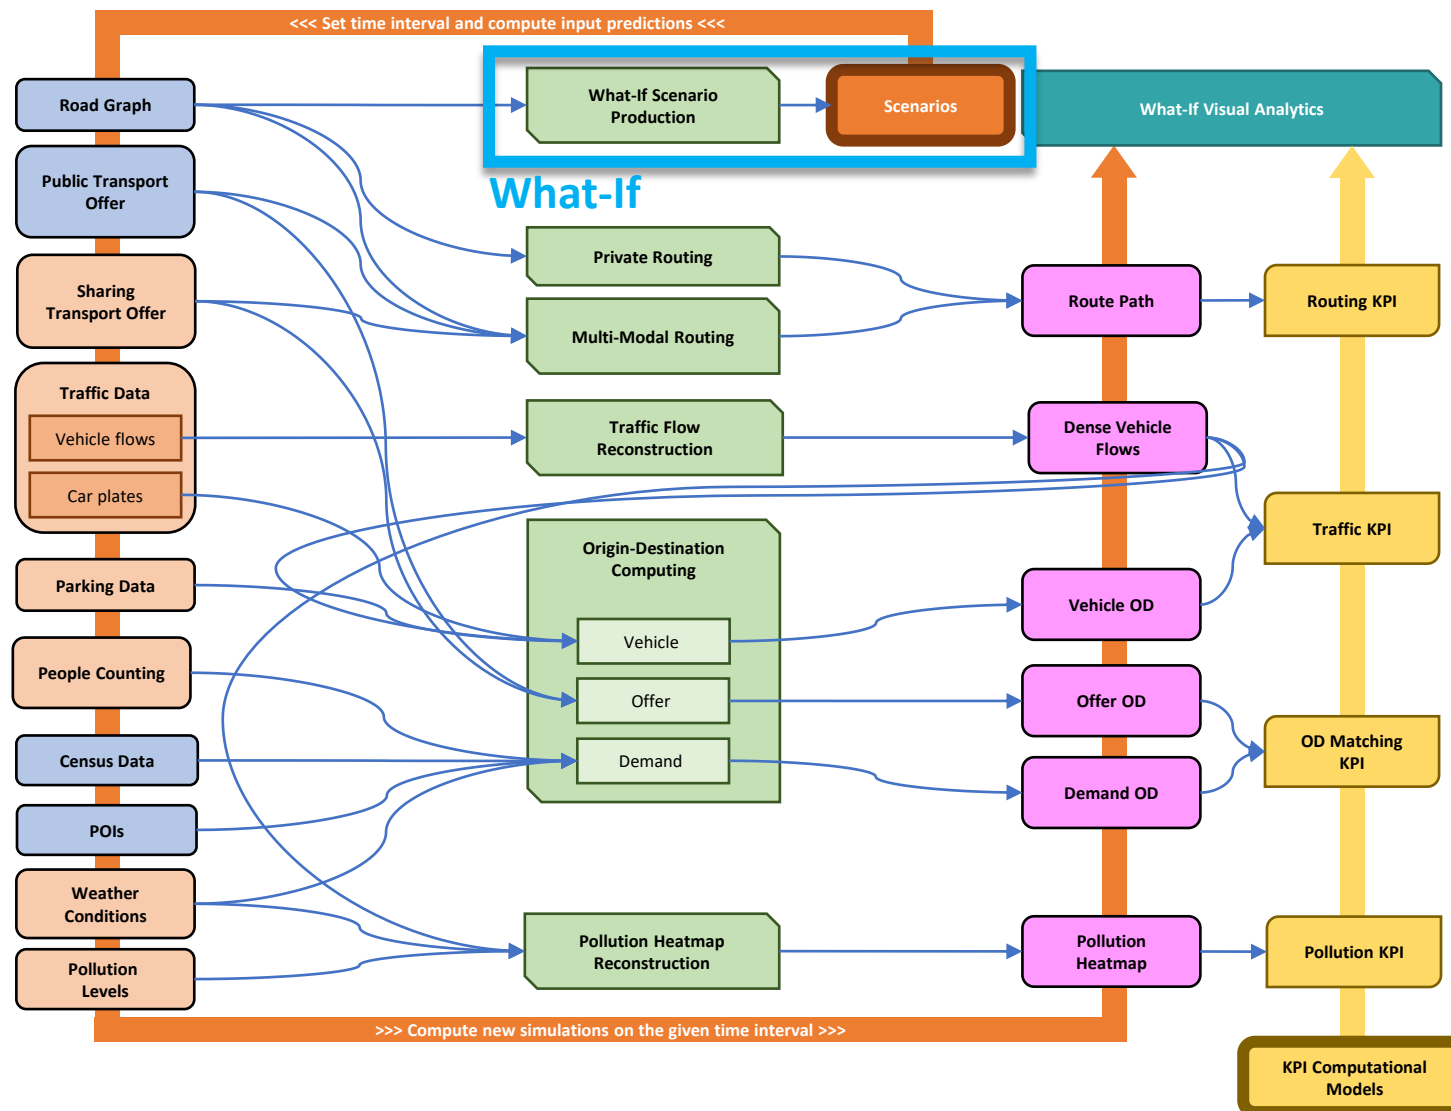 <<< Set time interval and compute input predictions <<<
Road Graph
What-If Scenario
Production
Scenarios
What-If Visual Analytics
What-If
Public Transport
Offer
Private Routing
Sharing
Transport Offer
Route Path
Routing KPI
Multi-Modal Routing
Traffic Data
Vehicle flows
Car plates
Traffic Flow
Reconstruction
Dense Vehicle
Flows
Traffic KPI
Origin-Destination
Computing
Parking Data
Vehicle
Vehicle OD
People Counting
Offer
Offer OD
Census Data
Demand
OD Matching
KPI
Demand OD
POIs
Weather
Conditions
Pollution Heatmap
Reconstruction
Pollution
Heatmap
Pollution KPI
Pollution
Levels
>>> Compute new simulations on the given time interval >>>
KPI Computational
Models